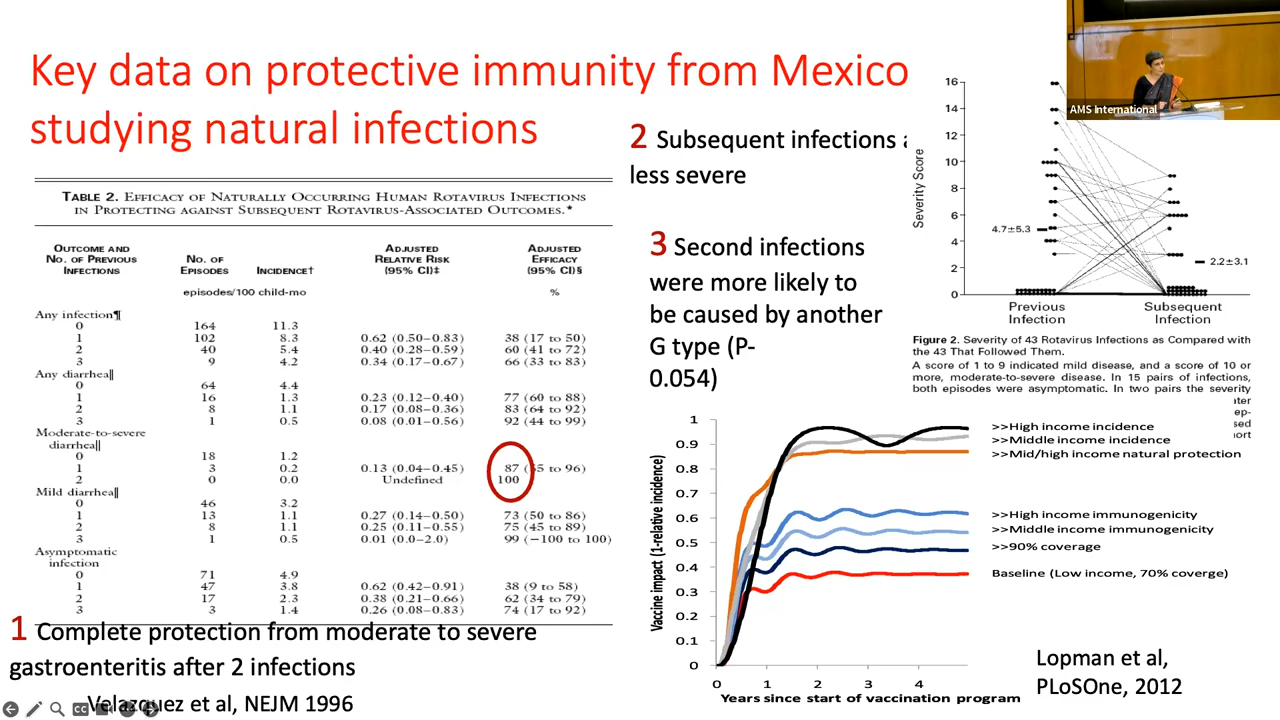 Key data on protective immunity from Mexico
studying natural infections
AMS International
TABLE 2. EFFICACY OF NATURALLY OCCURRING HUMAN ROTAVIRUS INFECTIONS
IN PROTECTING AGAINST SUBSEQUENT ROTAVIRUS-ASSOCIATED OUTCOMES.*
OUTCOME AND
NO. OF PREVIOUS
INFECTIONS
NO. OF
EPISODES
INCIDENCE†
ADJUSTED
RELATIVE RISK
(95% CI)‡
ADJUSTED
EFFICACY
(95% CI)§
episodes/100 child-mo
%
Any infection¶
0 164 11.3
1 102 8.3 0.62 (0.50–0.83) 38 (17 to 50)
2 40 5.4 0.40 (0.28–0.59) 60 (41 to 72)
3 9 4.2 0.34 (0.17–0.67) 66 (33 to 83)
Any diarrhea‖
0 64 4.4
1 16 1.3 0.23 (0.12–0.40) 77 (60 to 88)
2 8 1.1 0.17 (0.08–0.36) 83 (64 to 92)
3 1 0.5 0.08 (0.01–0.56) 92 (44 to 99)
Moderate-to-severe
diarrhea‖
0 18 1.2
1 3 0.2 0.13 (0.04–0.45) 87 to 96)
2 0 0.0 Undefined 100
Mild diarrhea¶
0 46 3.2
1 13 1.1 0.27 (0.14–0.50) 73 (50 to 86)
2 8 1.1 0.25 (0.11–0.55) 75 (45 to 89)
3 1 0.5 0.01 (0.0–2.0) 99 (−100 to 100)
Asymptomatic
infection
0 71 4.9
1 47 3.8 0.62 (0.42–0.91) 38 (9 to 58)
2 17 2.3 0.38 (0.21–0.66) 62 (34 to 79)
3 3 1.4 0.26 (0.08–0.83) 74 (17 to 92)
1 Complete protection from moderate to severe
gastroenteritis after 2 infections
Velazquez et al, NEJM 1996
2 Subsequent infections
less severe
3 Second infections
were more likely to
be caused by another
G type (P-
0.054)
Severity Score
16
14
12
10
8
6
4
2
0
4.7±5.3
2.2±3.1
Previous
Infection
Subsequent
Infection
Figure 2. Severity of 43 Rotavirus Infections as Compared with
the 43 That Followed Them.
A score of 1 to 9 indicated mild disease, and a score of 10 or
more, moderate-to-severe disease. In 15 pairs of infections,
both episodes were asymptomatic. In two pairs the severity
Vaccine impact (1-relative incidence)
1
0.9
0.8
0.7
0.6
0.5
0.4
0.3
0.2
0.1
0
0 1 2 3 4
Years since start of vaccination program
>>High income incidence
>>Middle income incidence
>>Mid/high income natural protection
>>High income immunogenicity
>>Middle income immunogenicity
>>90% coverage
Baseline (Low income, 70% coverge)
Lopman et al,
PLoSOne, 2012